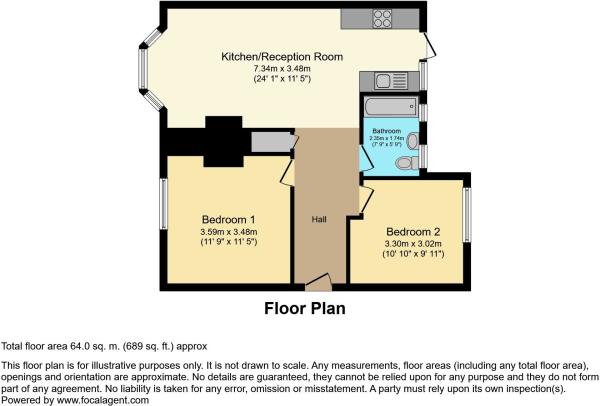 Kitchen/Reception Room
7.34m x 3.48m
(24' 1" x 11' 5")
Bathroom
2.35m x 1.74m
(7' 9" x 5' 9")
Bedroom 1
3.59m x 3.48m
(11' 9" x 11' 5")
Hall
Bedroom 2
3.30m x 3.02m
(10' 10" x 9' 11")
Floor Plan
Total floor area 64.0 sq. m. (689 sq. ft.) approx
This floor plan is for illustrative purposes only. It is not drawn to scale. Any measurements, floor areas (including any total floor area),
openings and orientation are approximate. No details are guaranteed, they cannot be relied upon for any purpose and they do not form
part of any agreement. No liability is taken for any error, omission or misstatement. A party must rely upon its own inspection(s).
Powered by www.focalagent.com